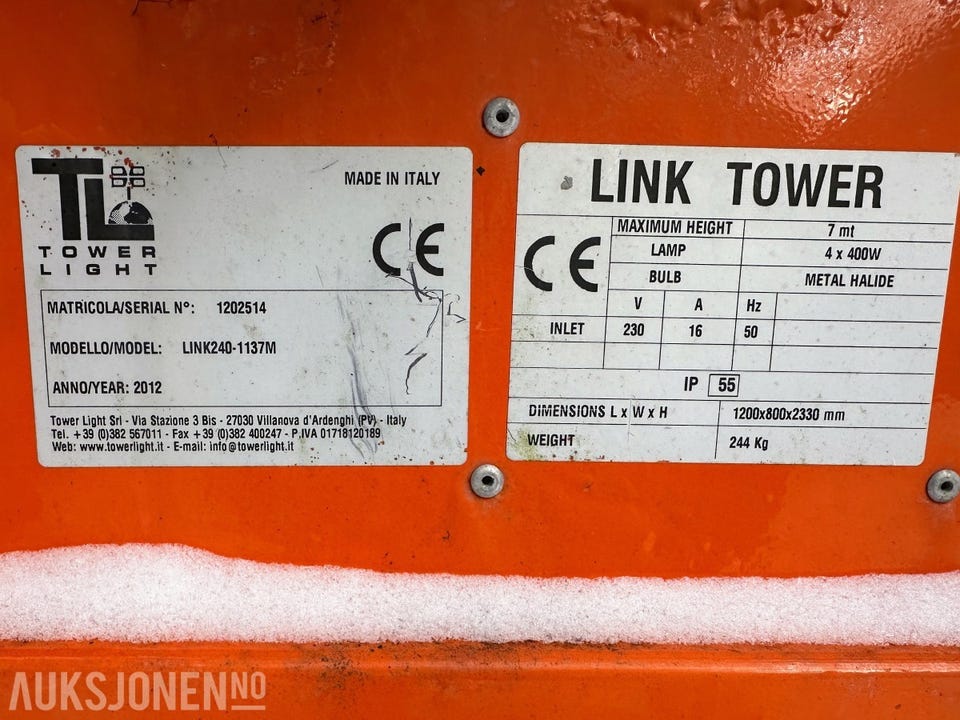 TL
TOWER
LIGHT
MADE IN ITALY
CE
MATRICOLA/SERIAL N°: 1202514
MODELLO/MODEL: LINK240-1137M
ANNO/YEAR: 2012
Tower Light Srl - Via Stazione 3 Bis - 27030 Villanova d'Ardenghi (PV) - Italy
Tel. +39 (0)382 567011 - Fax +39 (0)382 400247 - P.IVA 01718120189
Web: www.towerlight.it - E-mail: info@towerlight.it
LINK TOWER
CE
MAXIMUM HEIGHT 7 mt
LAMP 4 x 400W
BULB METAL HALIDE
V A Hz
INLET 230 16 50
IP 55
DIMENSIONS L x W x H 1200x800x2330 mm
WEIGHT 244 Kg
AUKSJONEN NO